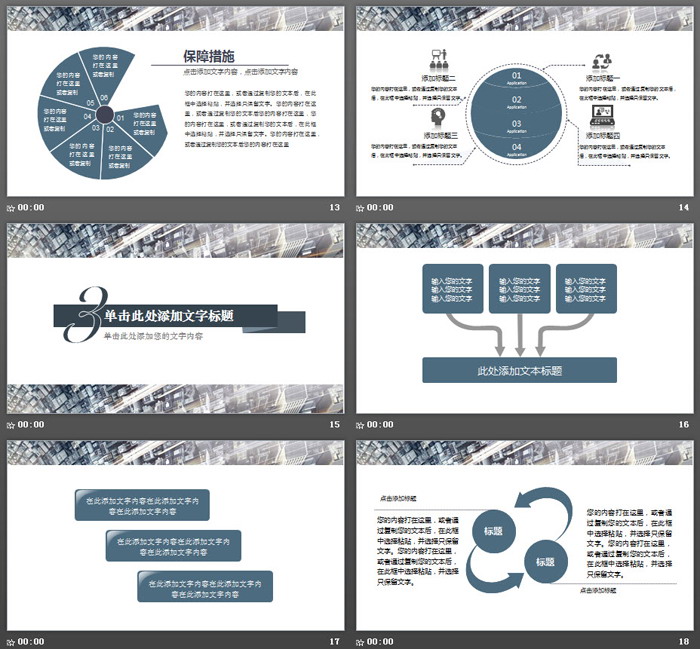 保障措施
点击添加文字内容，点击添加文字内容
您的内容打在这里，或者通过复制您的文本后，在此
框中选择粘贴，并选择只保留文字。您的内容打在这
里，或者通过复制您的文本后您的内容打在这里，您
的内容打在这里，或者通过复制您的文本后，在此框
中选择粘贴，并选择只保留文字。您的内容打在这里，
或者通过复制您的文本后您的内容打在这里
您的内容
打在这里
或者复制
您的内容
打在这里
或者复制
您的内容
打在这里
或者复制
您的内容
打在这里
或者复制
您的内容
打在这里
或者复制
您的内容
打在这里
或者复制
01
02
03
04
05
06
00:00
13
添加标题二
您的内容打在这里，或者通过复制您的文本
后，在此框中选择粘贴，并选择只保留文字。
添加标题三
您的内容打在这里，或者通过复制您的文本
后，在此框中选择粘贴，并选择只保留文字。
01
Application
02
Application
03
Application
04
Application
添加标题一
您的内容打在这里，或者通过复制您的文本
后，在此框中选择粘贴，并选择只保留文字。
添加标题四
您的内容打在这里，或者通过复制您的文本
后，在此框中选择粘贴，并选择只保留文字。
00:00
14
3
单击此处添加文字标题
单击此处添加您的文字内容
00:00
15
输入您的文字
输入您的文字
输入您的文字
输入您的文字
输入您的文字
输入您的文字
输入您的文字
输入您的文字
输入您的文字
此处添加文本标题
00:00
16
在此添加文字内容在此添加文字内
容在此添加文字内容
在此添加文字内容在此添加文字内
容在此添加文字内容
在此添加文字内容在此添加文字内
容在此添加文字内容
00:00
17
点击添加标题
您的内容打在这里，或者通
过复制您的文本后，在此框
中选择粘贴，并选择只保留
文字。您的内容打在这里，
或者通过复制您的文本后，
在此框中选择粘贴，并选择
只保留文字。
标题
标题
您的内容打在这里，或者通
过复制您的文本后，在此框
中选择粘贴，并选择只保留
文字。您的内容打在这里，
或者通过复制您的文本后，
在此框中选择粘贴，并选择
只保留文字。
点击添加标题
00:00
18